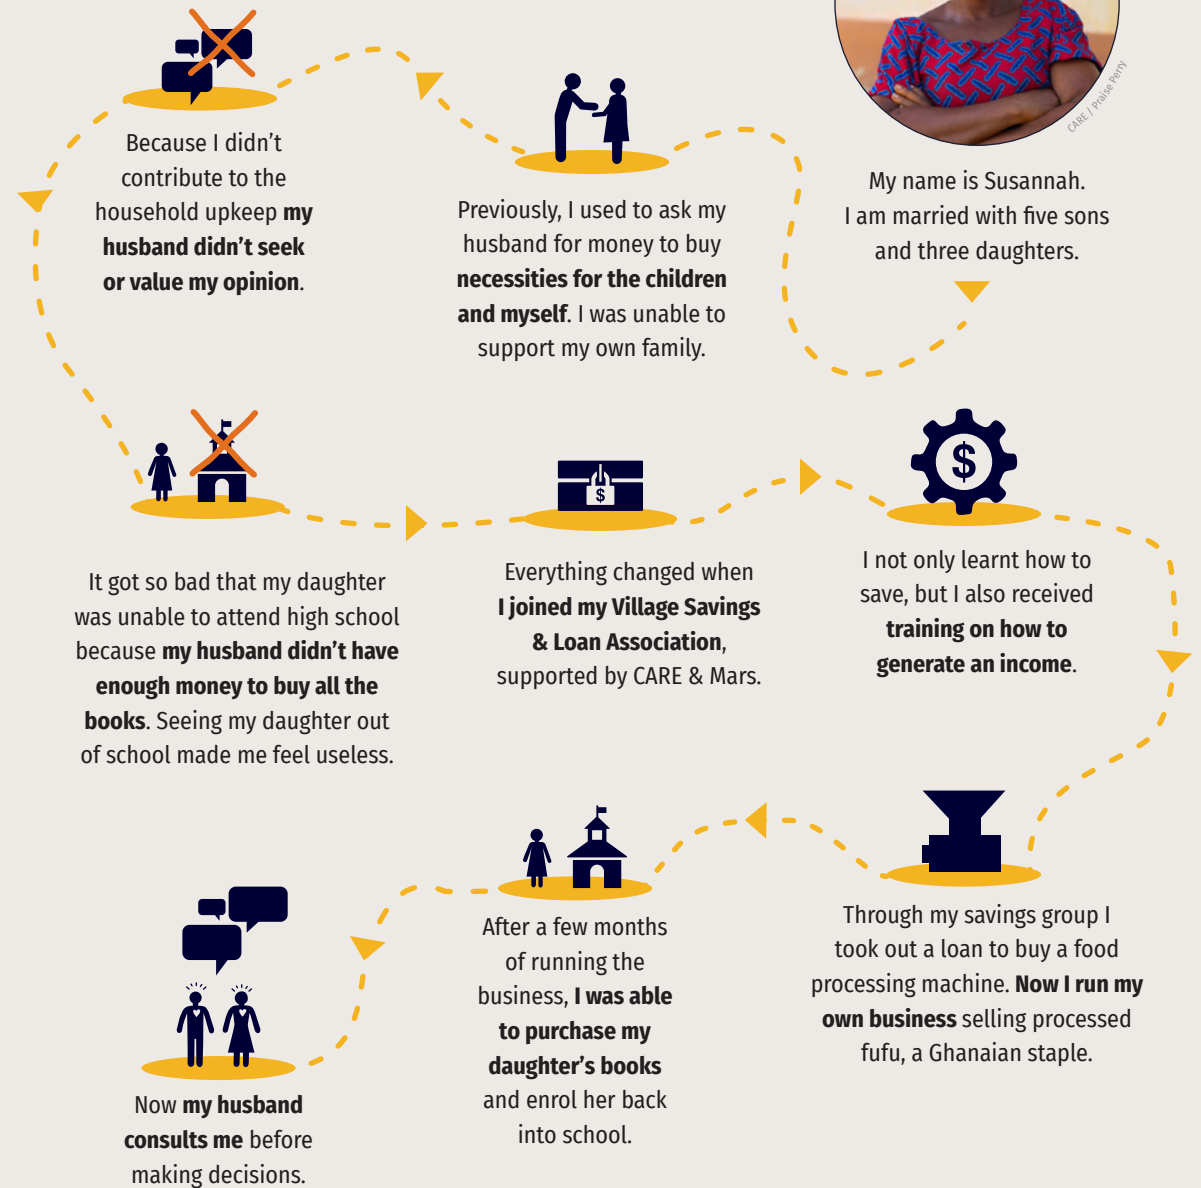 CARE / Praise Perry
My name is Susannah.
I am married with five sons
and three daughters.
Previously, I used to ask my
husband for money to buy
necessities for the children
and myself. I was unable to
support my own family.
Because I didn't
contribute to the
household upkeep my
husband didn't seek
or value my opinion.
It got so bad that my daughter
was unable to attend high school
because my husband didn't have
enough money to buy all the
books. Seeing my daughter out
of school made me feel useless.
$
Everything changed when
I joined my Village Savings
& Loan Association,
supported by CARE & Mars.
$
I not only learnt how to
save, but I also received
training on how to
generate an income.
Through my savings group I
took out a loan to buy a food
processing machine. Now I run my
own business selling processed
fufu, a Ghanaian staple.
After a few months
of running the
business, I was able
to purchase my
daughter's books
and enrol her back
into school.
Now my husband
consults me before
making decisions.